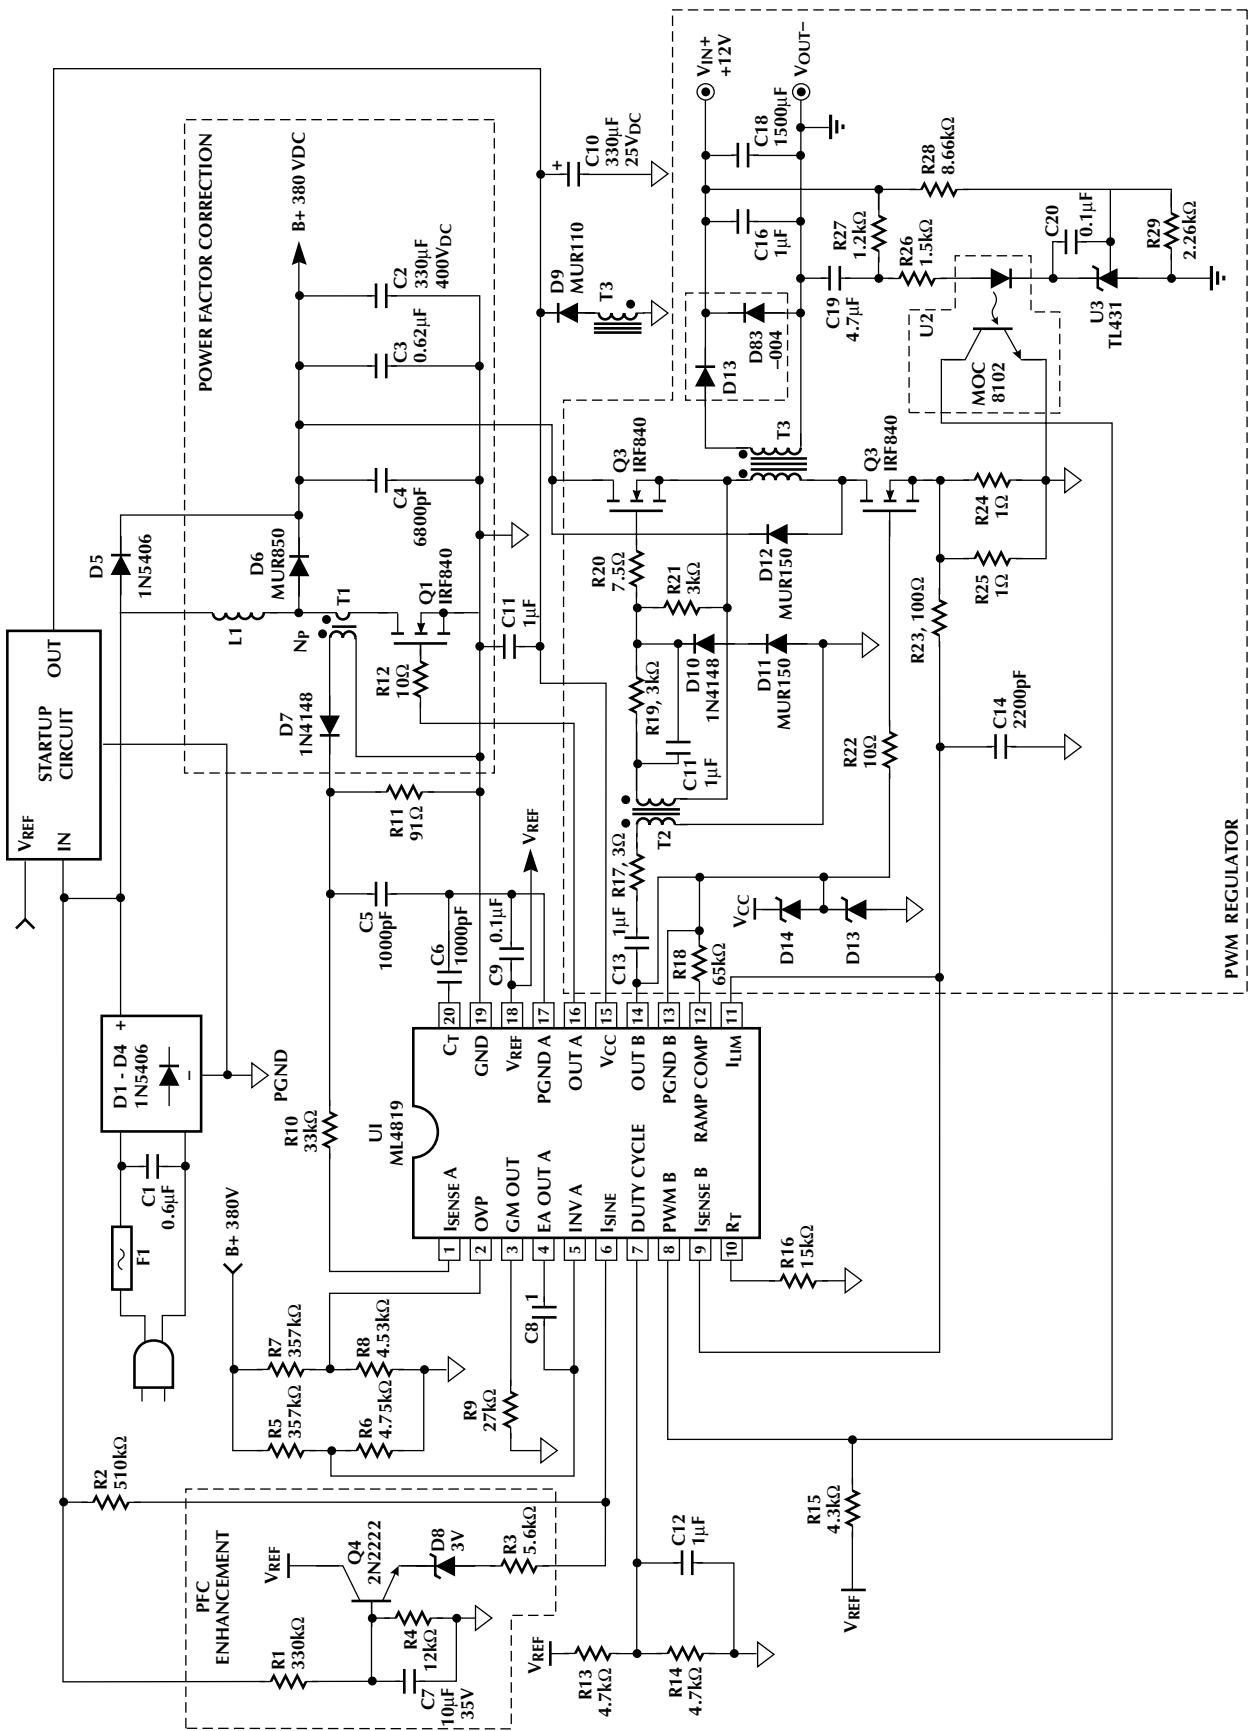 STARTUP
CIRCUIT
VREF
IN
OUT
D5
1N5406
POWER FACTOR CORRECTION
B+ 380 VDC
C2
330µF
400VDC
C3
0.62µF
C4
6800pF
D6
MUR850
L1
NP
T1
Q1
IRF840
R12
10Ω
D7
1N4148
C11
1µF
C10
330µF
25VDC
+
D9
MUR110
T3
D1 - D4
1N5406
+
–
PGND
C1
0.6µF
F1
B+ 380V
R7
357kΩ
R8
4.53kΩ
R5
357kΩ
R6
4.75kΩ
R2
510kΩ
R10
33kΩ
R11
91Ω
C5
1000pF
C6
1000pF
C9
0.1µF
VREF
R9
27kΩ
C8
1
PFC
ENHANCEMENT
VREF
Q4
2N2222
D8
3V
R3
5.6kΩ
R1
330kΩ
R4
12kΩ
C7
10µF
35V
VREF
R13
4.7kΩ
R14
4.7kΩ
C12
1µF
VREF
R15
4.3kΩ
R16
15kΩ
UI
ML4819
1 ISENSE A
2 OVP
3 GM OUT
4 EA OUT A
5 INV A
6 ISINE
7 DUTY CYCLE
8 PWM B
9 ISENSE B
10 RT
20 CT
19 GND
18 VREF
17 PGND A
16 OUT A
15 VCC
14 OUT B
13 PGND B
12 RAMP COMP
11 ILIM
PWM REGULATOR
C13
1µF
R17, 3Ω
T2
C11
1µF
R19, 3kΩ
R18
65kΩ
VCC
D14
D13
R20
7.5Ω
R21
3kΩ
D10
1N4148
D11
MUR150
D12
MUR150
R22
10Ω
R23, 100Ω
C14
2200pF
R25
1Ω
R24
1Ω
Q3
IRF840
T3
Q3
IRF840
D13
D83
–004
C16
1µF
C18
1500µF
VIN+
+12V
VOUT–
C19
4.7µF
R27
1.2kΩ
R26
1.5kΩ
R28
8.66kΩ
U2
MOC
8102
C20
0.1µF
U3
TL431
R29
2.26kΩ